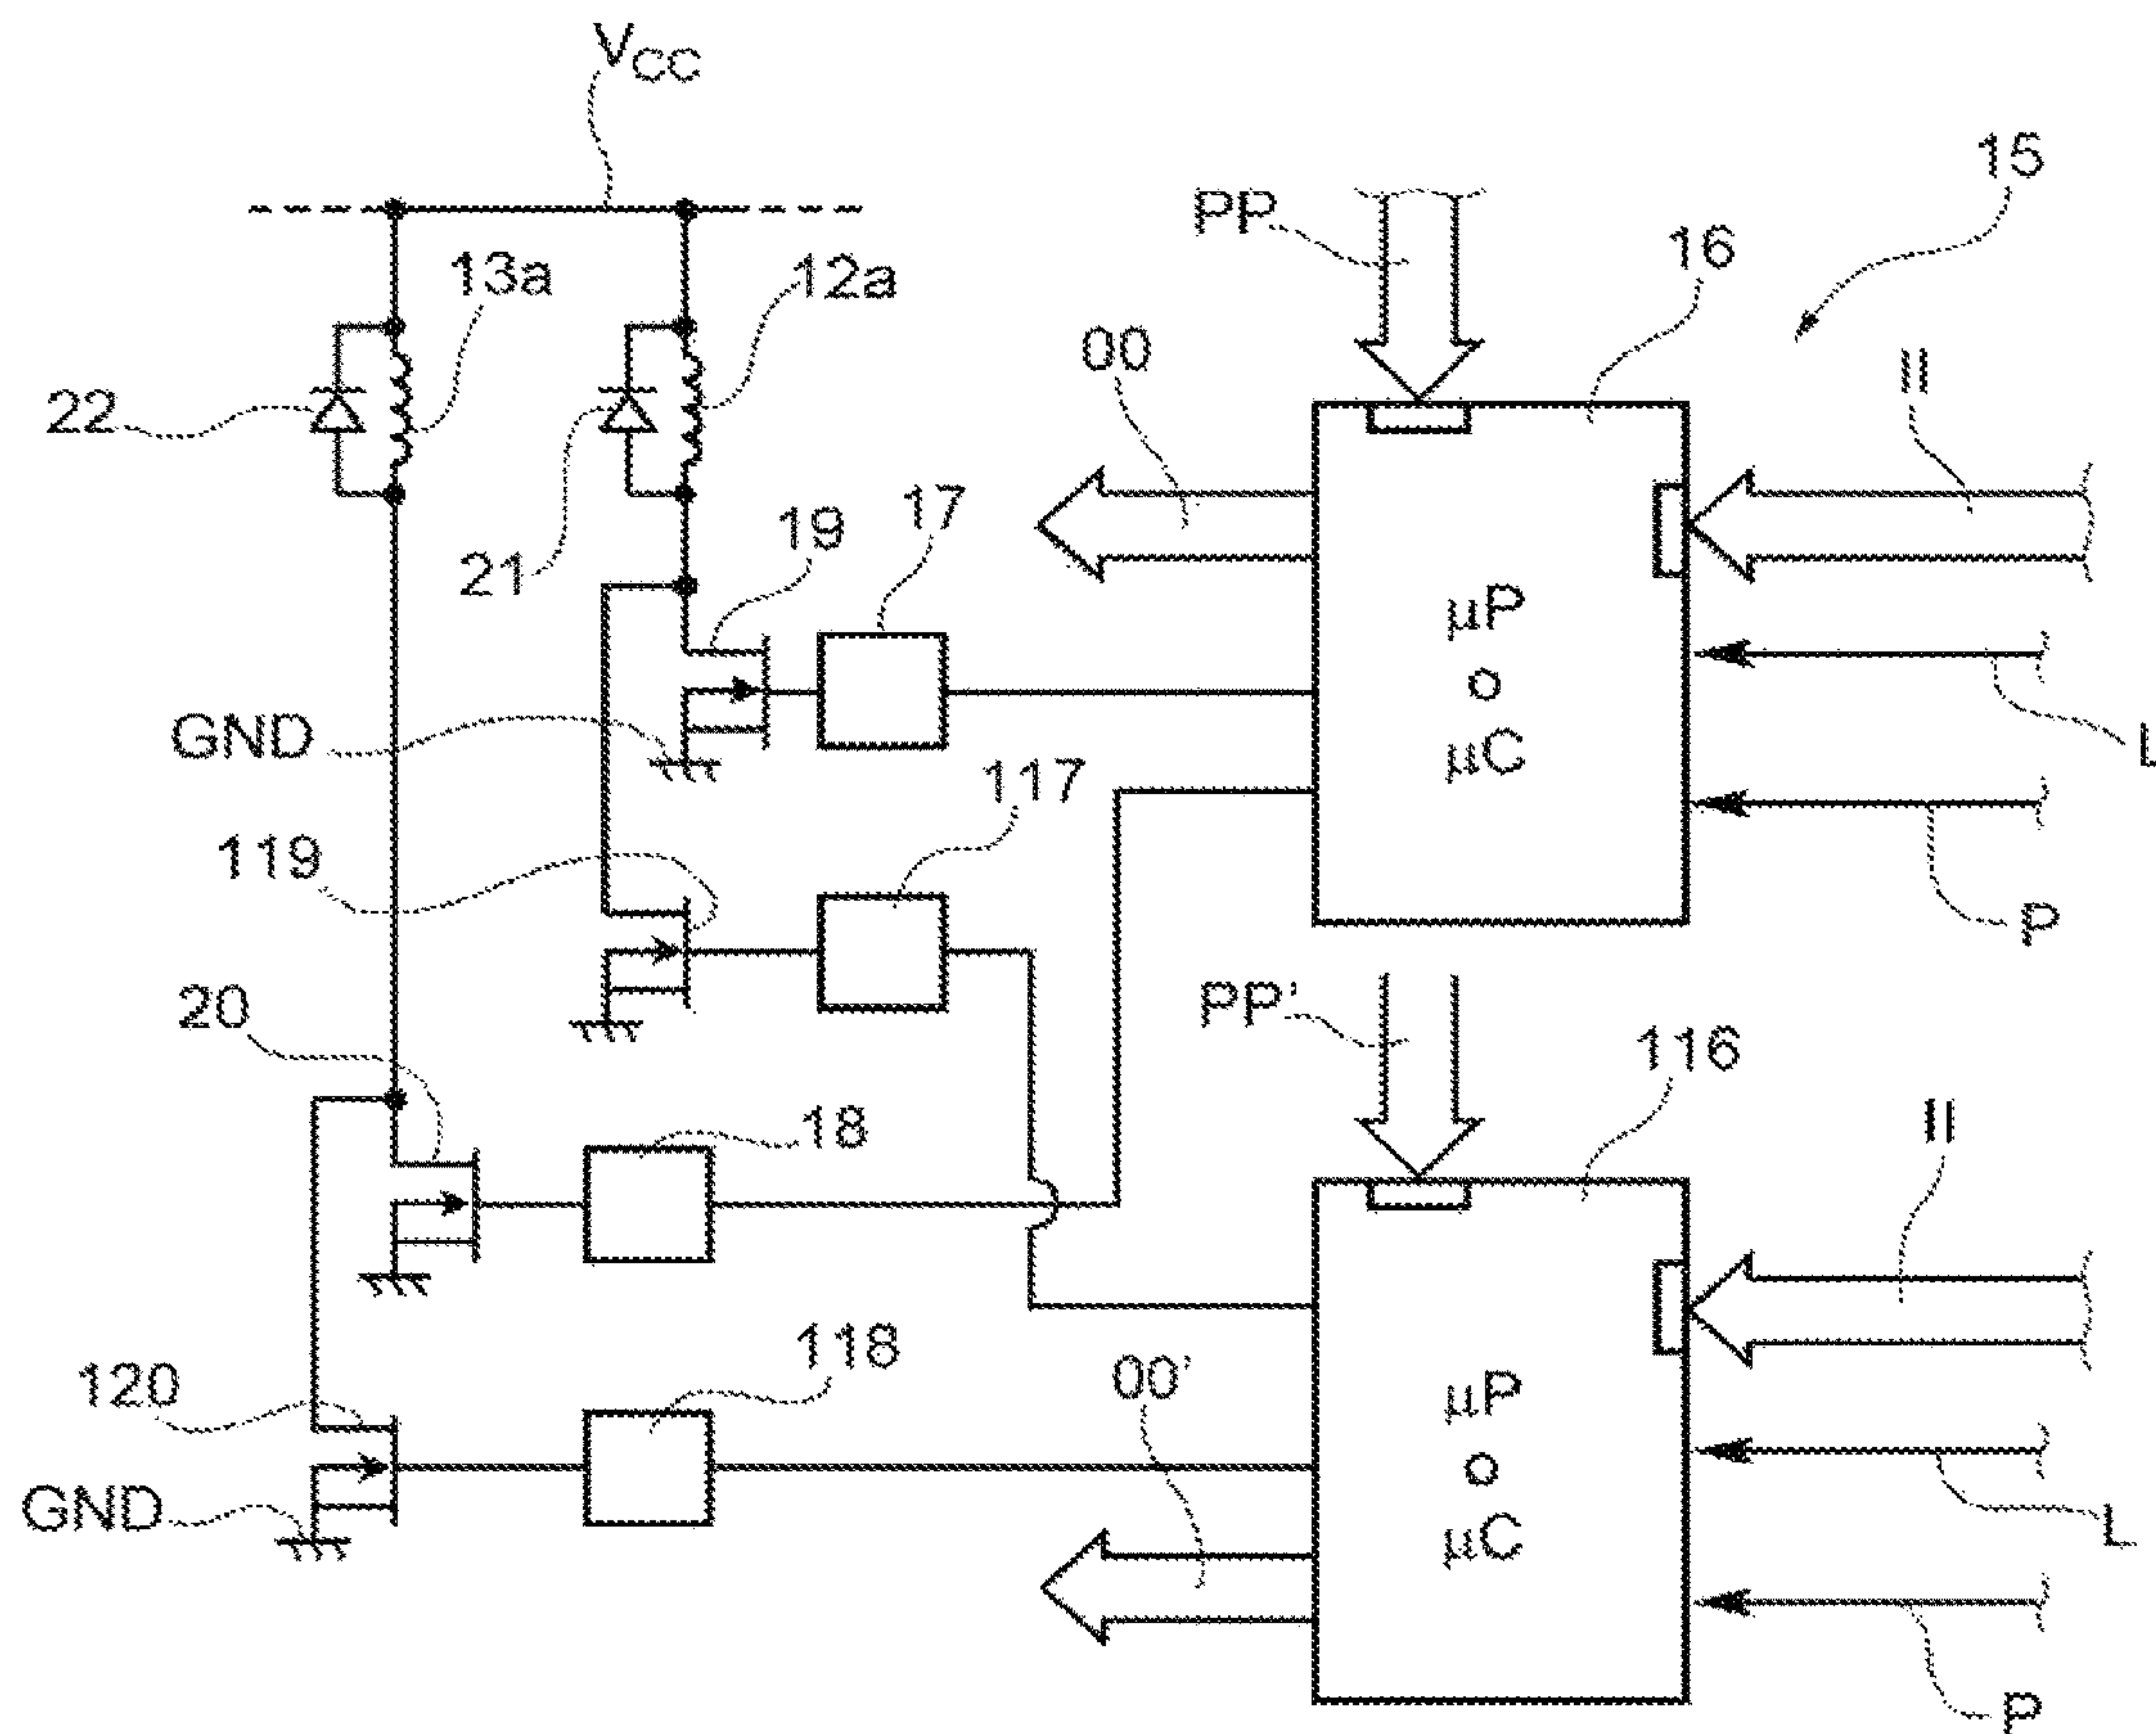 VCC
15
PP
16
13a
12a
00
II
22
17
19
21
µP
o
µC
GND
L
117
119
P
20
PP'
116
18
II
118
00'
120
µP
o
µC
GND
L
P